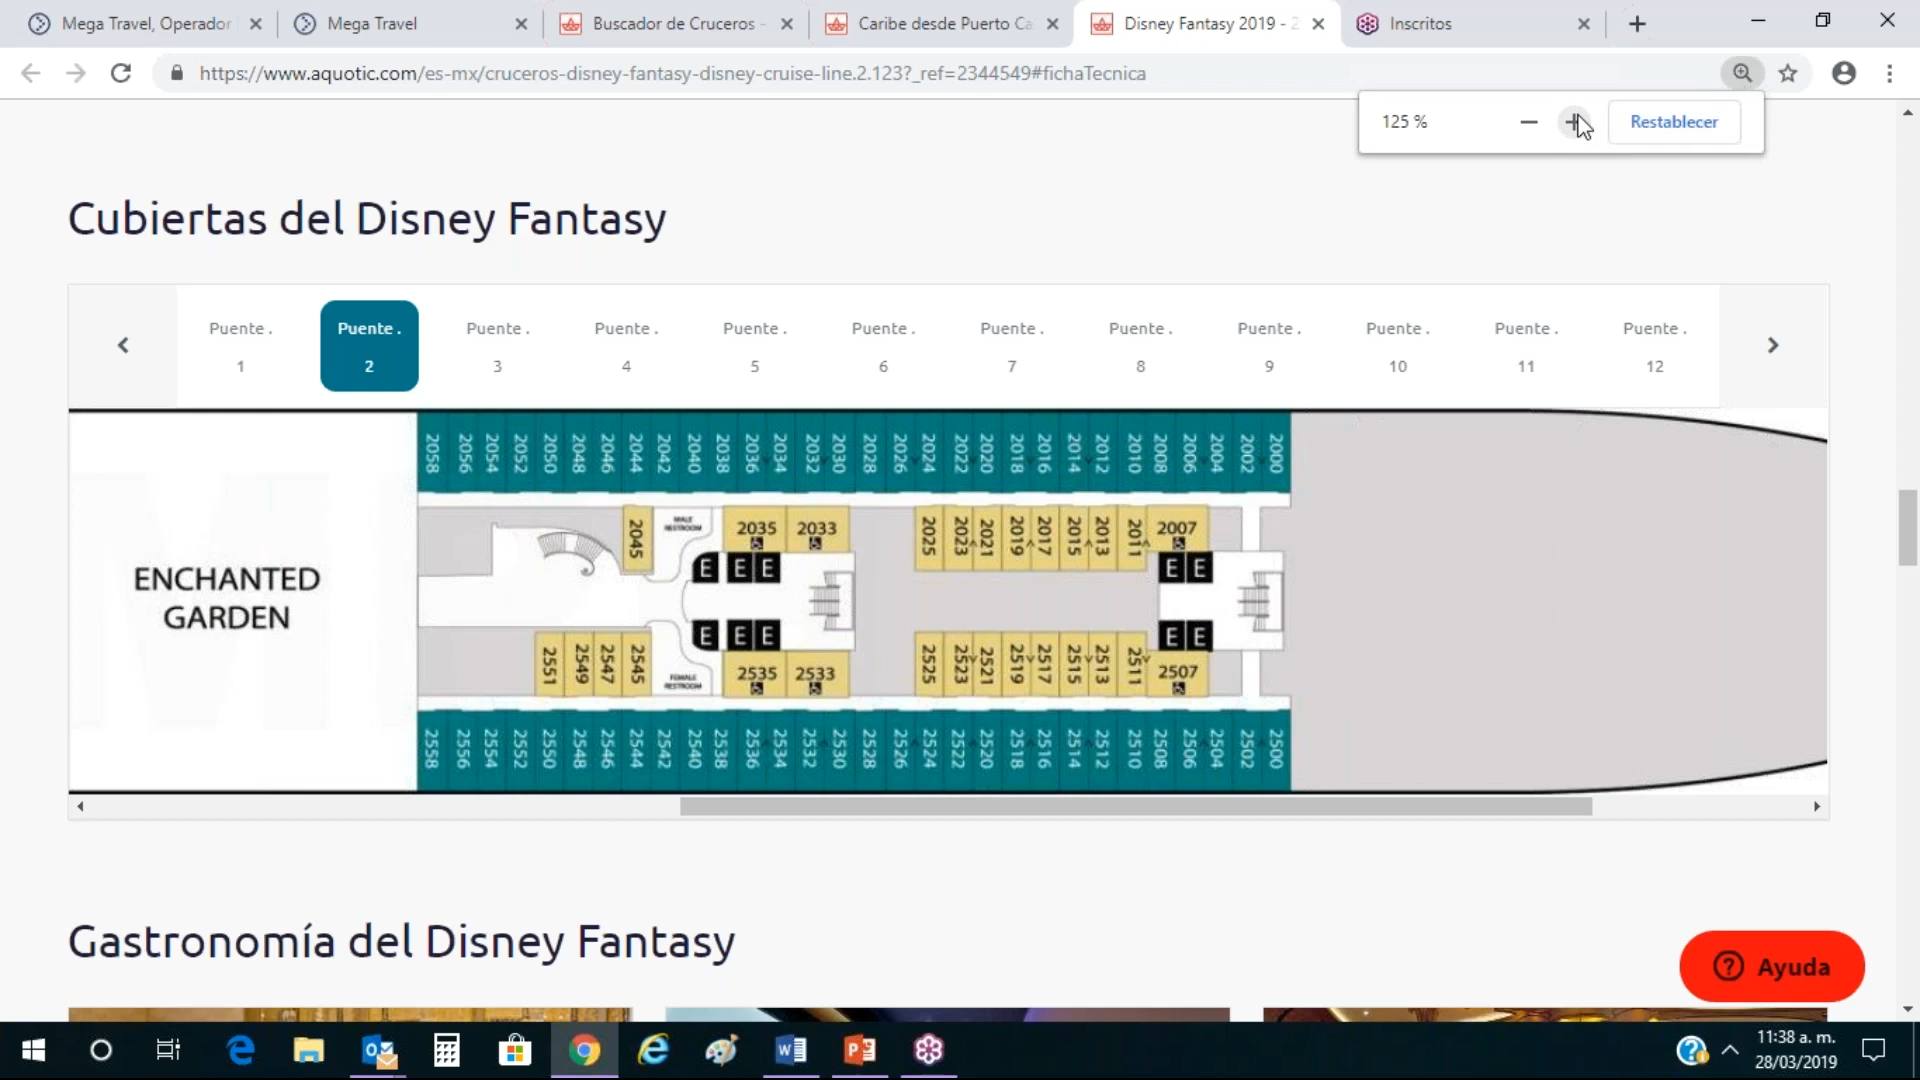 Mega Travel, Operador
Mega Travel
Buscador de Cruceros -
Caribe desde Puerto Ca
Disney Fantasy 2019 - 2
Inscritos
https://www.aquotic.com/es-mx/cruceros-disney-fantasy-disney-cruise-line.2.123?_ref=2344549#fichaTecnica
125 %
Restablecer
Cubiertas del Disney Fantasy
Puente . Puente . Puente . Puente . Puente . Puente . Puente . Puente . Puente . Puente . Puente . Puente .
1 2 3 4 5 6 7 8 9 10 11 12
2058 2056 2054 2052 2050 2048 2046 2044 2042 2040 2038 2036 2034 2032 2030 2028 2026 2024 2022 2020 2018 2016 2014 2012 2010 2008 2006 2004 2002 2000
2045 MALE RESTROOM 2035 2033 2025 2023 2021 2019 2017 2015 2013 2011 2007
E E E E E
ENCHANTED
GARDEN
E E E E E
2551 2549 2547 2545 FEMALE RESTROOM 2535 2533 2525 2523 2521 2519 2517 2515 2513 2511 2507
2558 2556 2554 2552 2550 2548 2546 2544 2542 2540 2538 2536 2534 2532 2530 2528 2526 2524 2522 2520 2518 2516 2514 2512 2510 2508 2506 2504 2502 2500
Gastronomía del Disney Fantasy
Ayuda
11:38 a. m.
28/03/2019